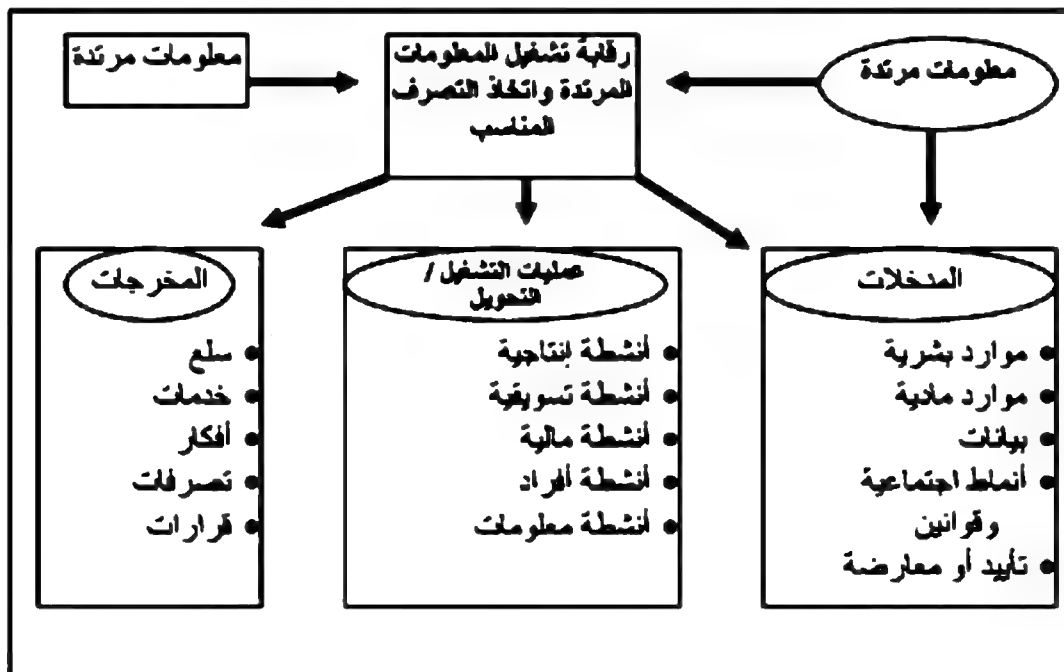 معلومات مرتدة
رقابة تشغيل المعلومات
المرتدة واتخاذ التصرف
المناسب
معلومات مرتدة
المدخلات
• موارد بشرية
• موارد مادية
• بيانات
• أنماط اجتماعية
وقوانين
• تأييد أو معارضة
عمليات التشغيل /
التحويل
• أنشطة إنتاجية
• أنشطة تسويقية
• أنشطة مالية
• أنشطة أفراد
• أنشطة معلومات
المخرجات
• سلع
• خدمات
• أفكار
• تصرفات
• قرارات